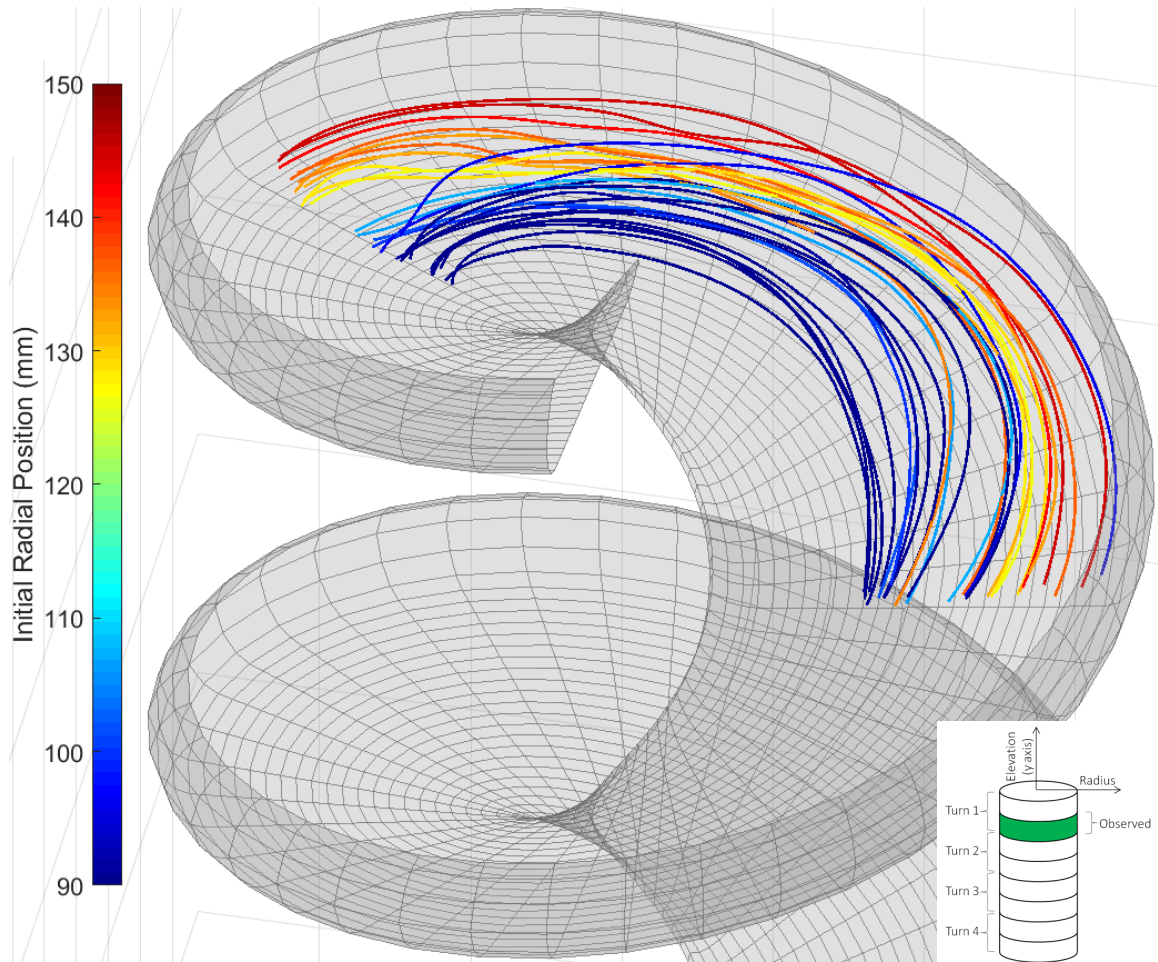 150
140
130
120
110
100
90
Initial Radial Position (mm)
Elevation
(y axis)
Radius
Turn 1
Observed
Turn 2
Turn 3
Turn 4